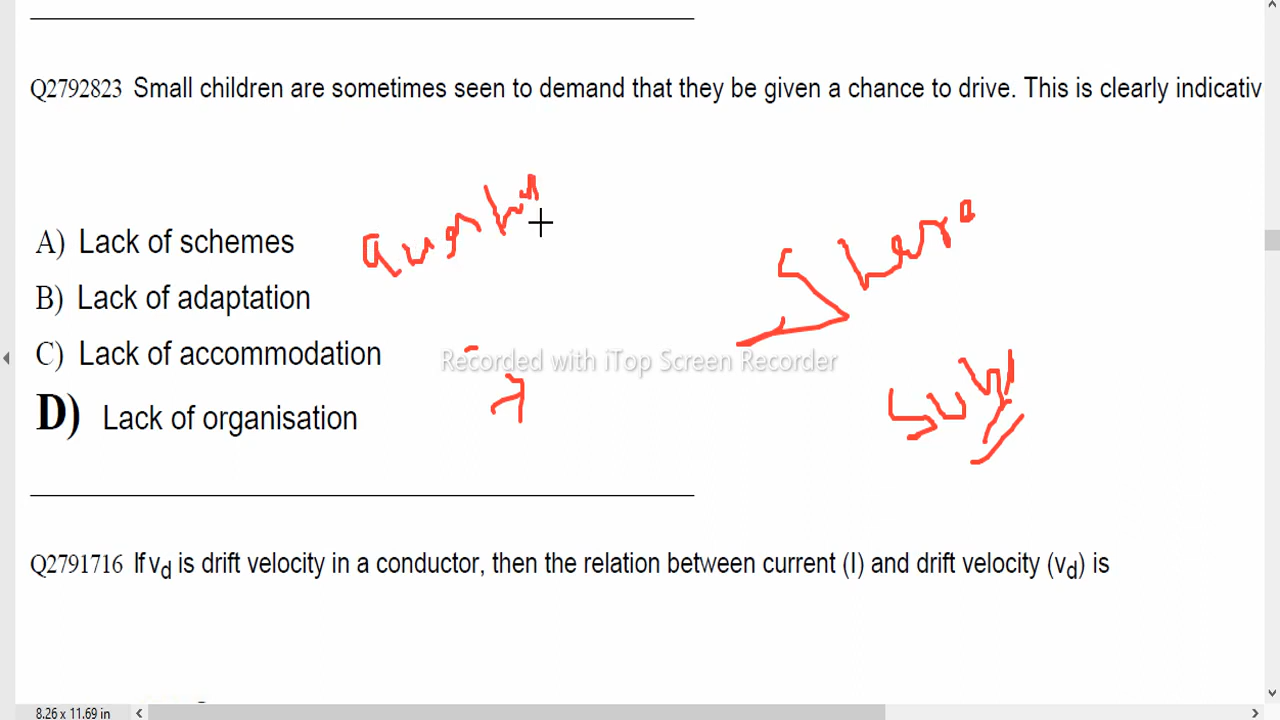 Q2792823 Small children are sometimes seen to demand that they be given a chance to drive. This is clearly indicativ
A) Lack of schemes
B) Lack of adaptation
C) Lack of accommodation
Recorded with iTop Screen Recorder
D) Lack of organisation
Q2791716 If vd is drift velocity in a conductor, then the relation between current (I) and drift velocity (vd) is
8.26 x 11.69 in